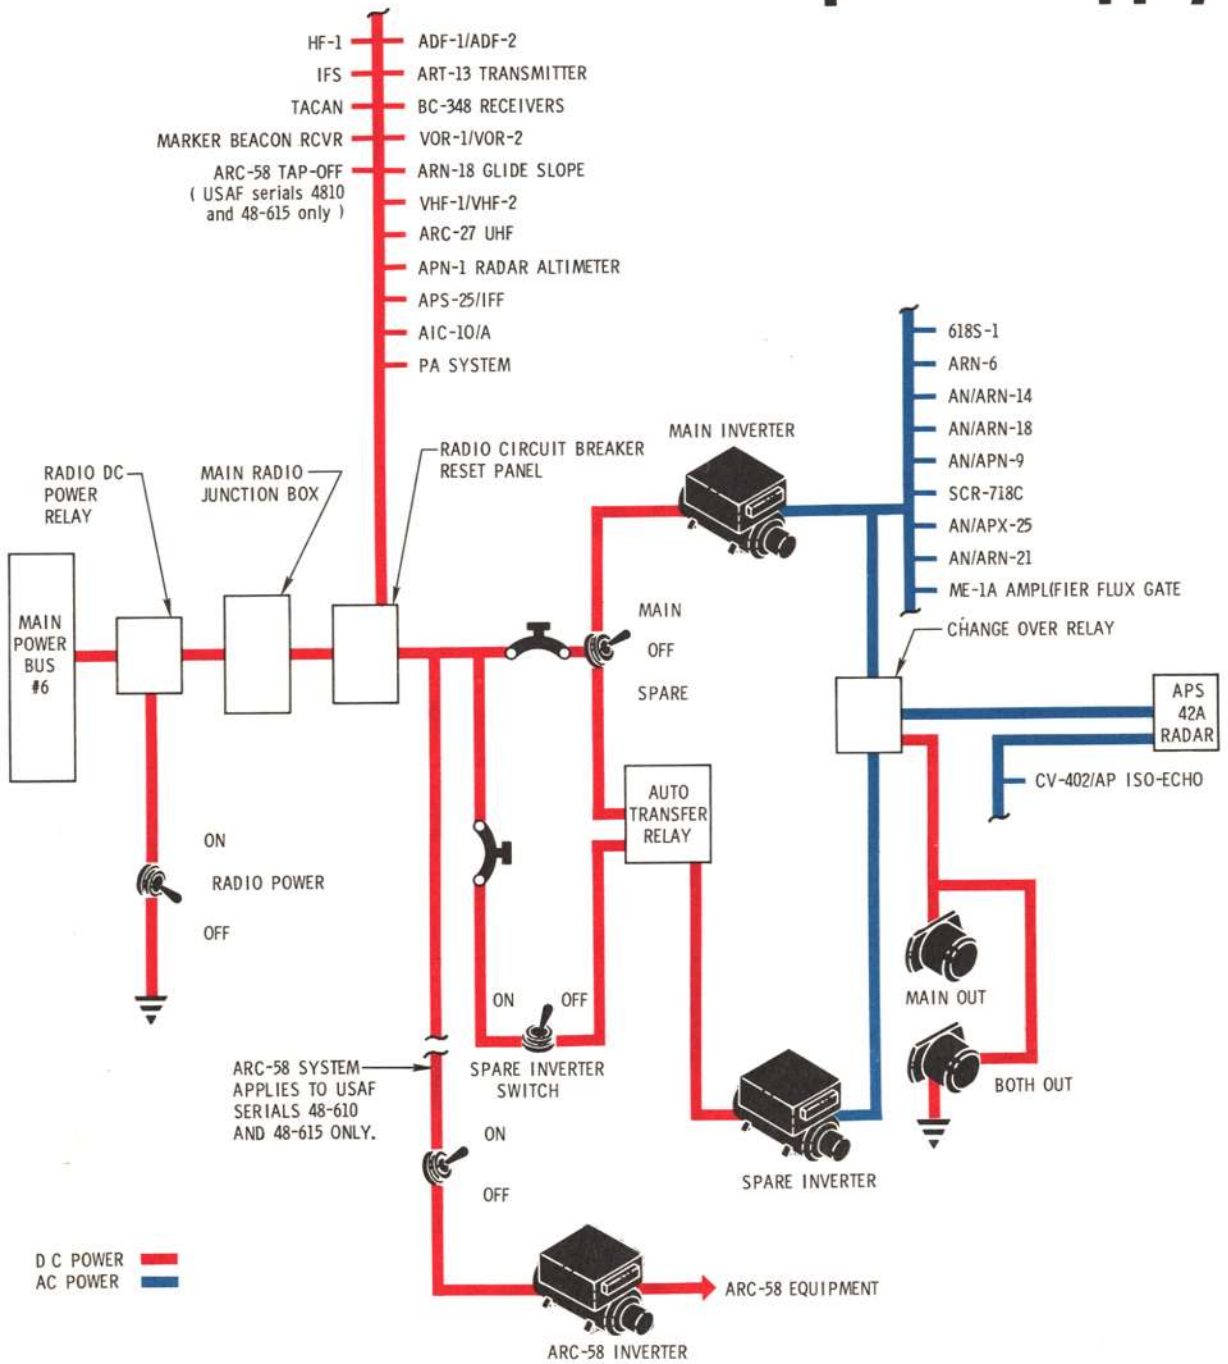 HF-1
IFS
TACAN
MARKER BEACON RCVR
ARC-58 TAP-OFF
( USAF serials 4810
and 48-615 only )
ADF-1/ADF-2
ART-13 TRANSMITTER
BC-348 RECEIVERS
VOR-1/VOR-2
ARN-18 GLIDE SLOPE
VHF-1/VHF-2
ARC-27 UHF
APN-1 RADAR ALTIMETER
APS-25/IFF
AIC-10/A
PA SYSTEM
618S-1
ARN-6
AN/ARN-14
AN/ARN-18
AN/APN-9
SCR-718C
AN/APX-25
AN/ARN-21
ME-1A AMPLIFIER FLUX GATE
MAIN INVERTER
RADIO CIRCUIT BREAKER
RESET PANEL
MAIN RADIO
JUNCTION BOX
RADIO DC
POWER
RELAY
MAIN
POWER
BUS
#6
MAIN
OFF
SPARE
CHANGE OVER RELAY
APS
42A
RADAR
CV-402/AP ISO-ECHO
AUTO
TRANSFER
RELAY
ON
RADIO POWER
OFF
MAIN OUT
BOTH OUT
ON
OFF
SPARE INVERTER
SWITCH
ARC-58 SYSTEM
APPLIES TO USAF
SERIALS 48-610
AND 48-615 ONLY.
ON
OFF
SPARE INVERTER
D C POWER
AC POWER
ARC-58 EQUIPMENT
ARC-58 INVERTER